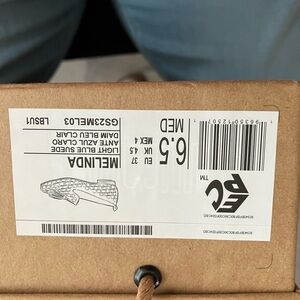 MELINDA
LIGHT BLUE SUEDE
ANTE AZUL CLARO
DAIM BLEU CLAIR
GS23MEL03 LBSU1
6.5
MED
EU 37
UK 4.5
MEX 4
TM